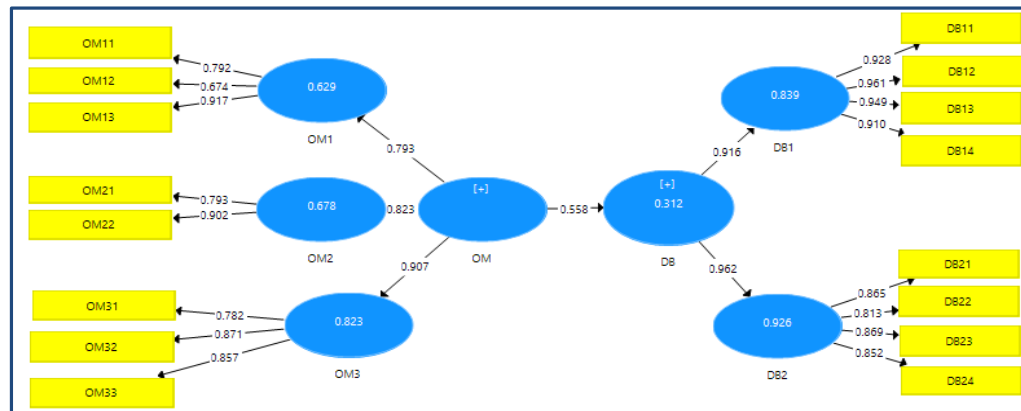 OM11
OM12
OM13
0.792
0.674
0.917
0.629
OM1
0.793
OM21
OM22
0.793
0.902
0.678
OM2
0.823
[+]
OM
0.907
OM31
OM32
OM33
0.782
0.871
0.857
0.823
OM3
0.558
[+]
0.312
DB
0.916
0.962
0.839
DB1
0.928
0.961
0.949
0.910
DB11
DB12
DB13
DB14
0.926
DB2
0.865
0.813
0.869
0.852
DB21
DB22
DB23
DB24